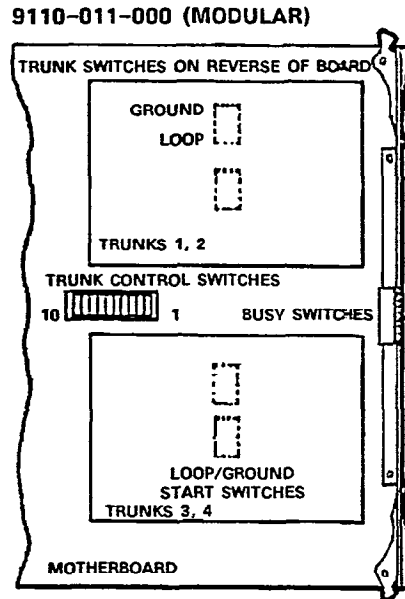 9110-011-000 (MODULAR)
TRUNK SWITCHES ON REVERSE OF BOARD
GROUND
LOOP
TRUNKS 1, 2
TRUNK CONTROL SWITCHES
10 1 BUSY SWITCHES
LOOP/GROUND
START SWITCHES
TRUNKS 3, 4
MOTHERBOARD